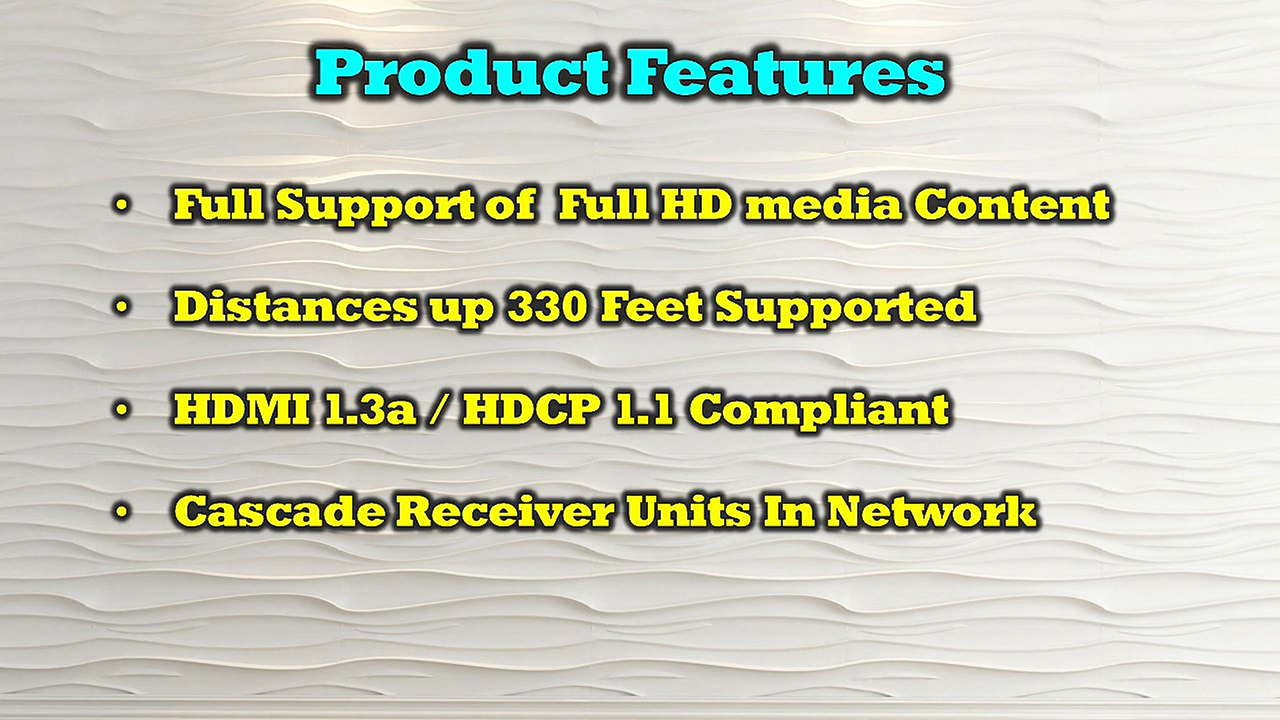 Product Features
• Full Support of  Full HD media Content
• Distances up 330 Feet Supported
• HDMI 1.3a / HDCP 1.1 Compliant
• Cascade Receiver Units In Network